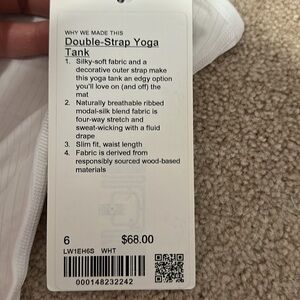 WHY WE MADE THIS
Double-Strap Yoga
Tank
1. Silky-soft fabric and a
decorative outer strap make
this yoga tank an edgy option
you'll love on (and off) the
mat
2. Naturally breathable ribbed
modal-silk blend fabric is
four-way stretch and
sweat-wicking with a fluid
drape
3. Slim fit, waist length
4. Fabric is derived from
responsibly sourced wood-based
materials
6 $68.00
LW1EH6S WHT
000148232242